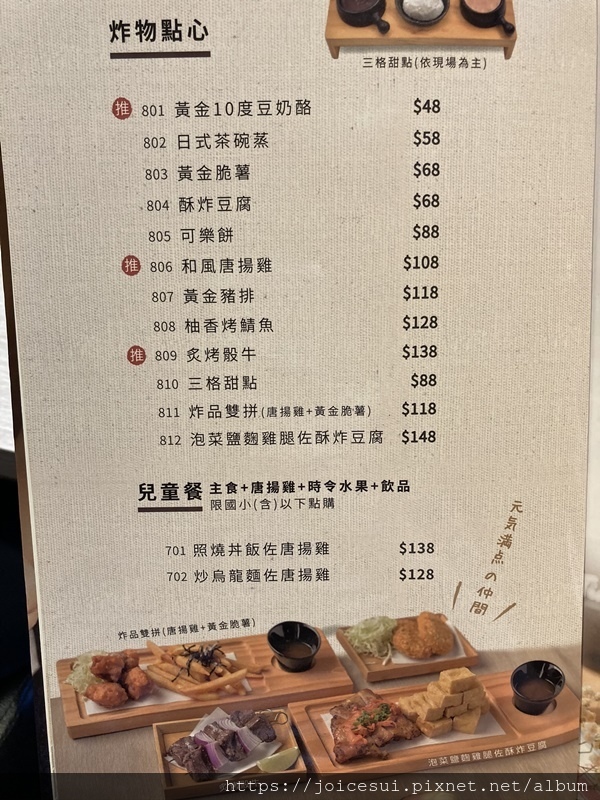 炸物點心
三格甜點(依現場為主)
推 801 黃金10度豆奶酪 $48
802 日式茶碗蒸 $58
803 黃金脆薯 $68
804 酥炸豆腐 $68
805 可樂餅 $88
推 806 和風唐揚雞 $108
807 黃金豬排 $118
808 柚香烤鯖魚 $128
推 809 炙烤骰牛 $138
810 三格甜點 $88
811 炸品雙拼(唐揚雞+黃金脆薯) $118
812 泡菜鹽麴雞腿佐酥炸豆腐 $148
兒童餐 主食+唐揚雞+時令水果+飲品
限國小(含)以下點購
701 照燒丼飯佐唐揚雞 $138
702 炒烏龍麵佐唐揚雞 $128
元気満点の仲間
炸品雙拼(唐揚雞+黃金脆薯)
泡菜鹽麴雞腿佐酥炸豆腐
https://joicesui.pixnet.net/album